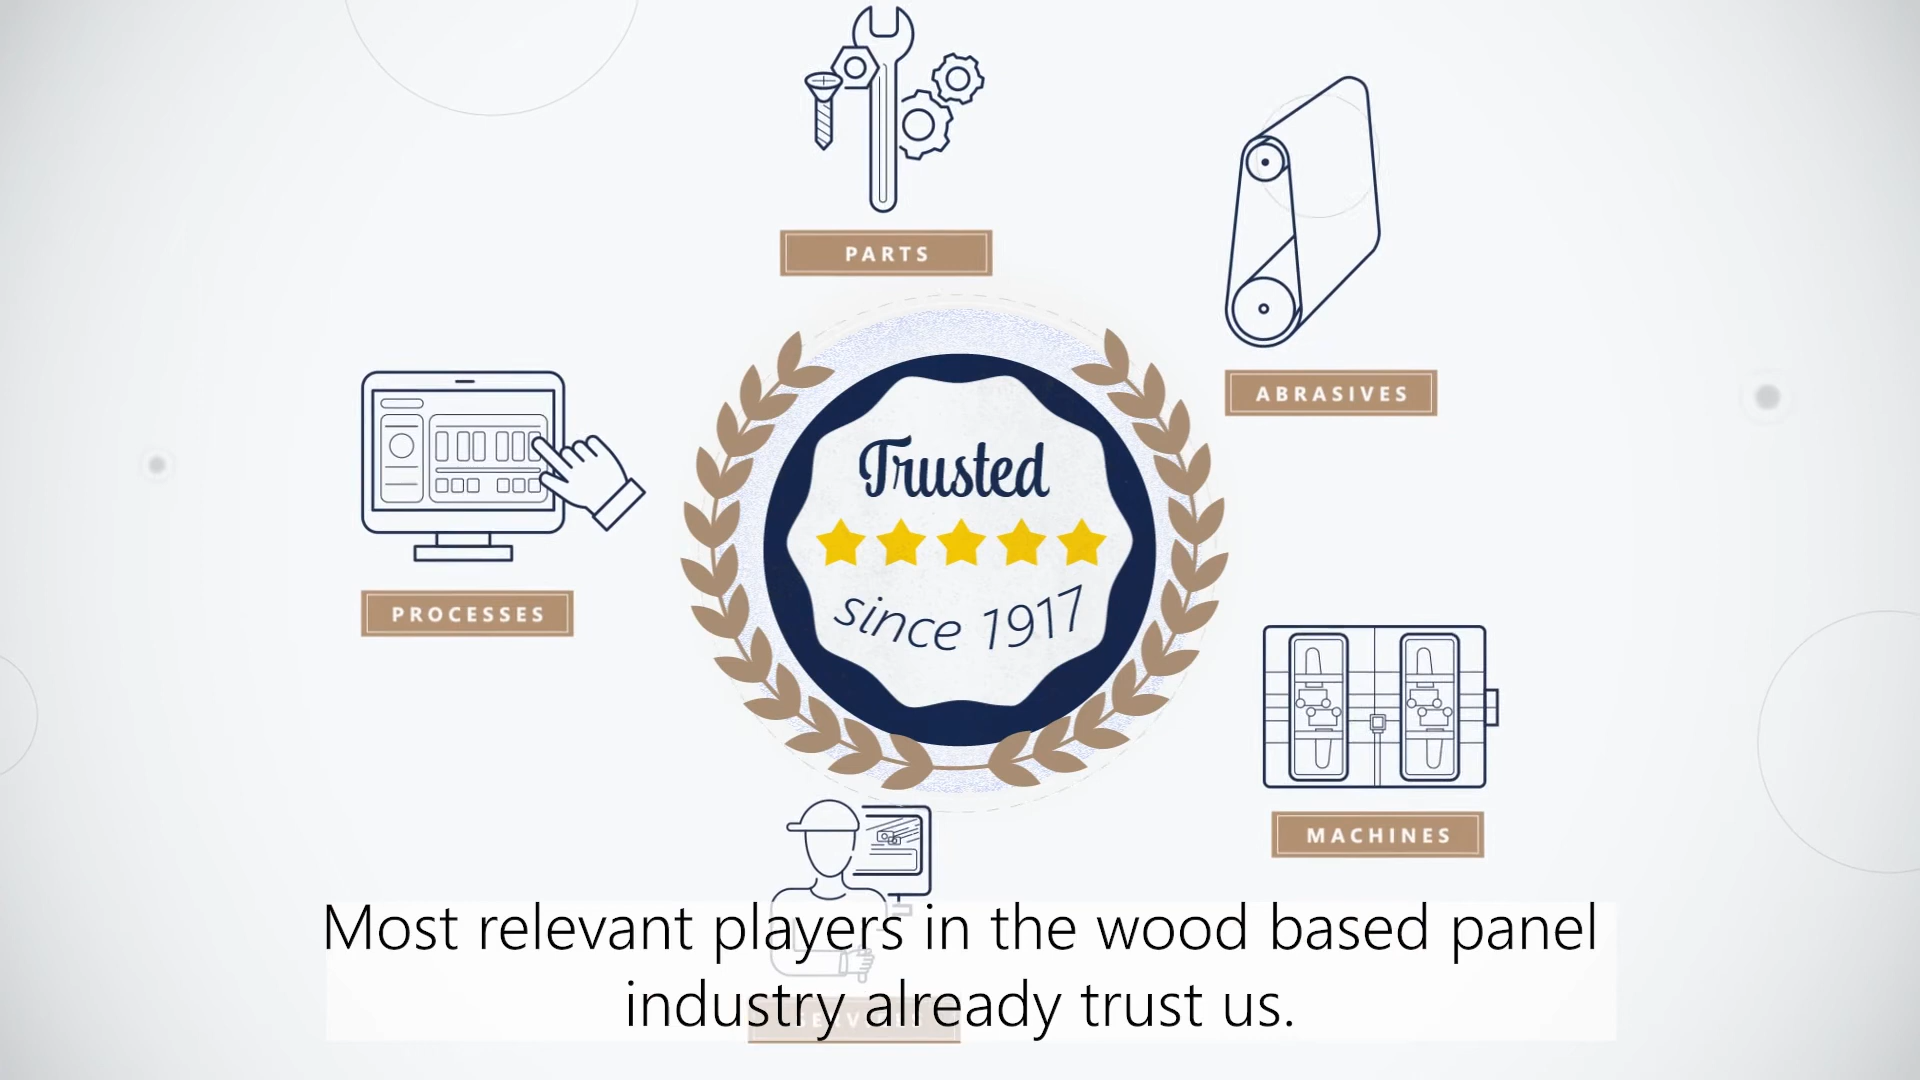 PARTS
ABRASIVES
Trusted
since 1917
PROCESSES
MACHINES
Most relevant players in the wood based panel
industry already trust us.